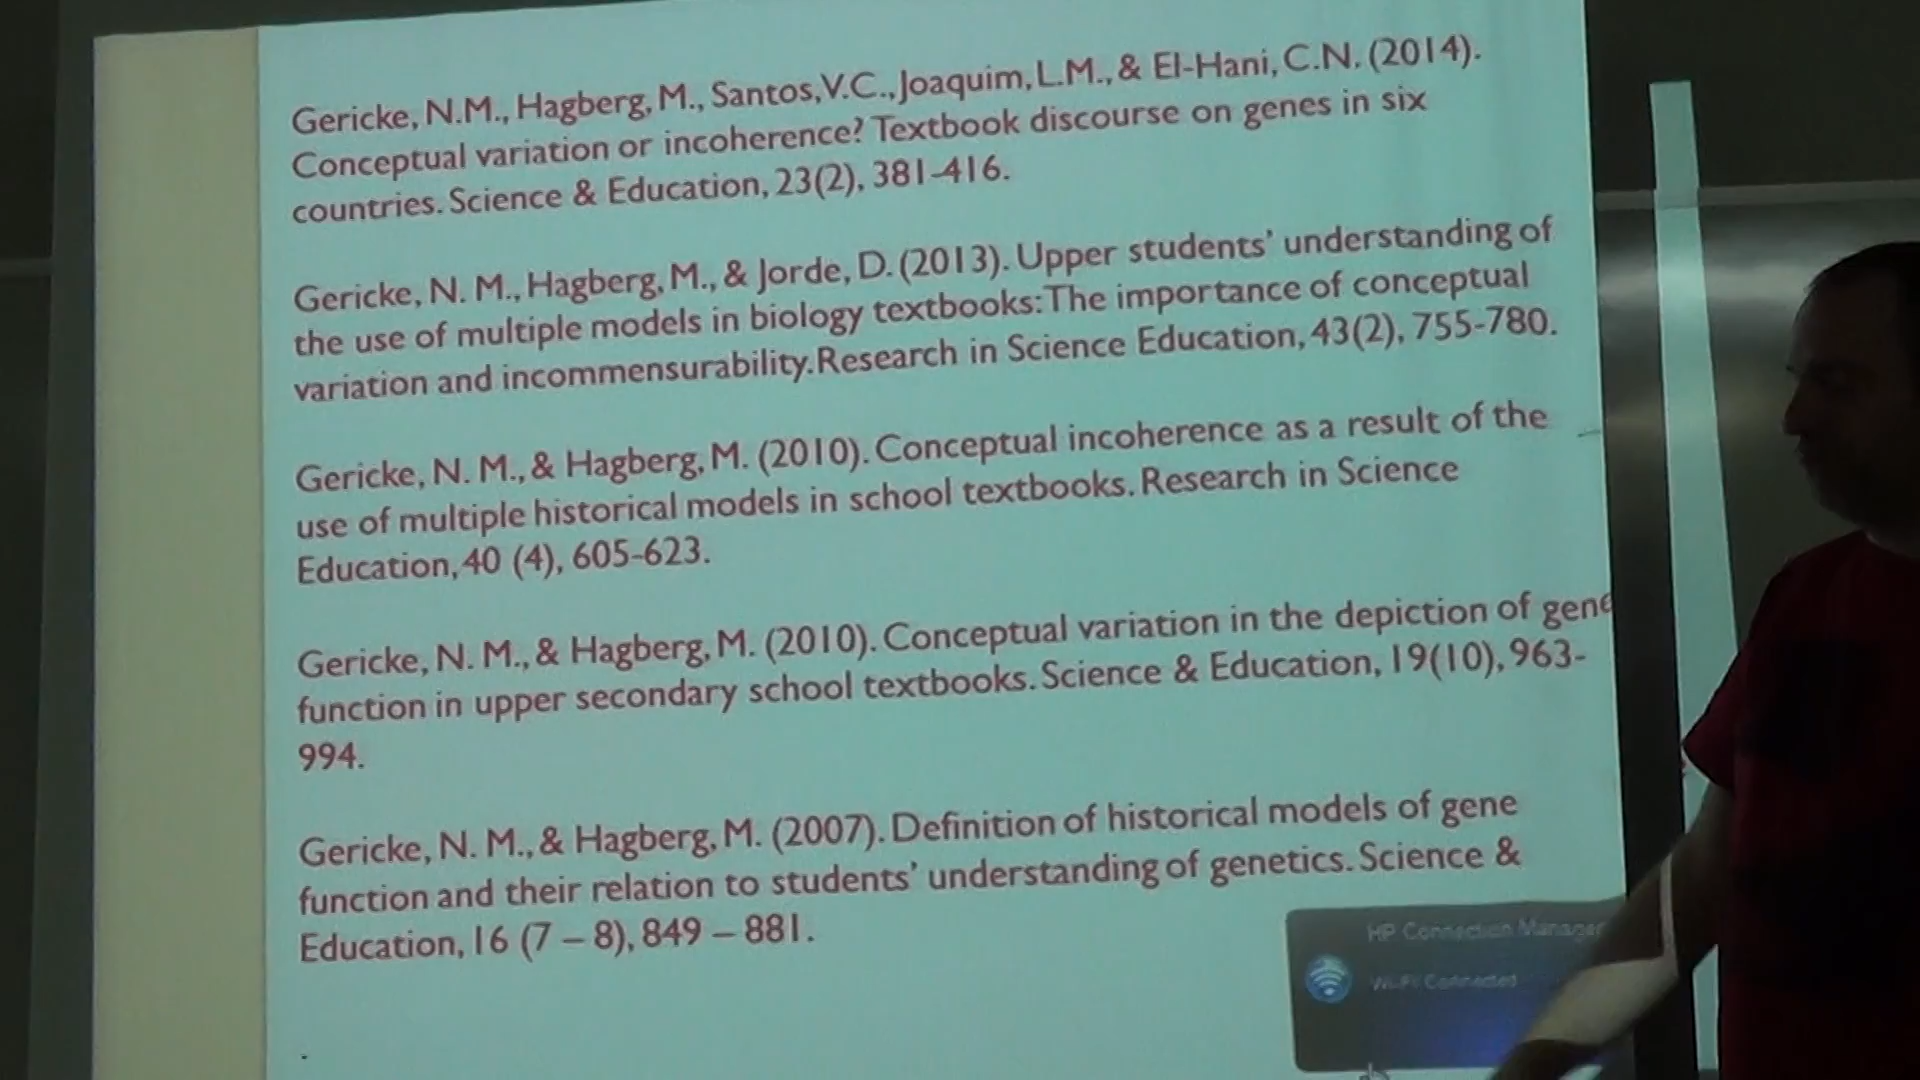 Gericke, N.M., Hagberg, M., Santos, V.C., Joaquim, L.M., & El-Hani, C.N. (2014).
Conceptual variation or incoherence? Textbook discourse on genes in six
countries. Science & Education, 23(2), 381-416.
Gericke, N. M., Hagberg, M., & Jorde, D. (2013). Upper students' understanding of
the use of multiple models in biology textbooks: The importance of conceptual
variation and incommensurability. Research in Science Education, 43(2), 755-780.
Gericke, N. M., & Hagberg, M. (2010). Conceptual incoherence as a result of the
use of multiple historical models in school textbooks. Research in Science
Education, 40 (4), 605-623.
Gericke, N. M., & Hagberg, M. (2010). Conceptual variation in the depiction of gene
function in upper secondary school textbooks. Science & Education, 19(10), 963-
994.
Gericke, N. M., & Hagberg, M. (2007). Definition of historical models of gene
function and their relation to students' understanding of genetics. Science &
Education, 16 (7 – 8), 849 – 881.
.
HP Connection Manager
Wi-Fi Connected